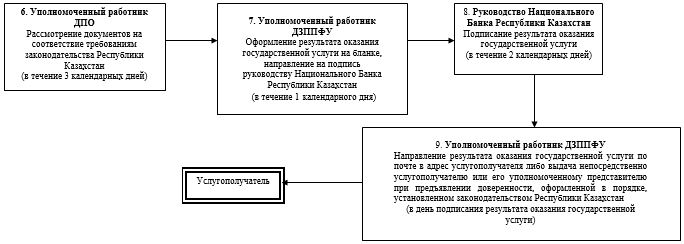 6. Уполномоченный работник
ДПО
Рассмотрение документов на
соответствие требованиям
законодательства Республики
Казахстан
(в течение 3 календарных дней)
7. Уполномоченный работник
ДЗППФУ
Оформление результата оказания
государственной услуги на бланке,
направление на подпись
руководству Национального Банка
Республики Казахстан
(в течение 1 календарного дня)
8. Руководство Национального
Банка Республики Казахстан
Подписание результата оказания
государственной услуги
(в течение 2 календарных дней)
9. Уполномоченный работник ДЗППФУ
Направление результата оказания государственной услуги по
почте в адрес услугополучателя либо выдача непосредственно
услугополучателю или его уполномоченному представителю
при предъявлении доверенности, оформленной в порядке,
установленном законодательством Республики Казахстан
(в день подписания результата оказания государственной
услуги)
Услугополучатель